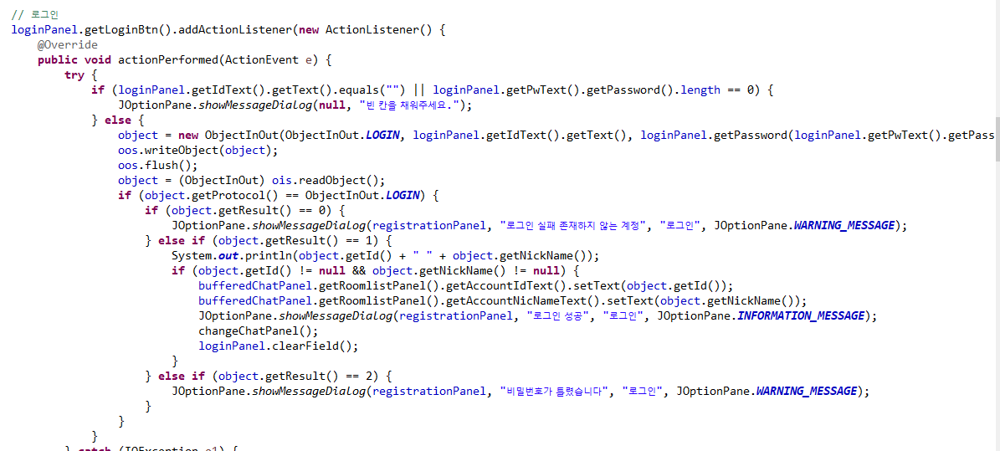 // 로그인
loginPanel.getLoginBtn().addActionListener(new ActionListener() {
@Override
public void actionPerformed(ActionEvent e) {
try {
if (loginPanel.getIdText().getText().equals("") || loginPanel.getPwText().getPassword().length == 0) {
JOptionPane.showMessageDialog(null, "빈 칸을 채워주세요.");
} else {
object = new ObjectInOut(ObjectInOut.LOGIN, loginPanel.getIdText().getText(), loginPanel.getPassword(loginPanel.getPwText().getPass
oos.writeObject(object);
oos.flush();
object = (ObjectInOut) ois.readObject();
if (object.getProtocol() == ObjectInOut.LOGIN) {
if (object.getResult() == 0) {
JOptionPane.showMessageDialog(registrationPanel, "로그인 실패 존재하지 않는 계정", "로그인", JOptionPane.WARNING_MESSAGE);
} else if (object.getResult() == 1) {
System.out.println(object.getId() + " " + object.getNickName());
if (object.getId() != null && object.getNickName() != null) {
bufferedChatPanel.getRoomlistPanel().getAccountIdText().setText(object.getId());
bufferedChatPanel.getRoomlistPanel().getAccountNicNameText().setText(object.getNickName());
JOptionPane.showMessageDialog(registrationPanel, "로그인 성공", "로그인", JOptionPane.INFORMATION_MESSAGE);
changeChatPanel();
loginPanel.clearField();
}
} else if (object.getResult() == 2) {
JOptionPane.showMessageDialog(registrationPanel, "비밀번호가 틀렸습니다", "로그인", JOptionPane.WARNING_MESSAGE);
}
}
}
} catch (IOException e1) {